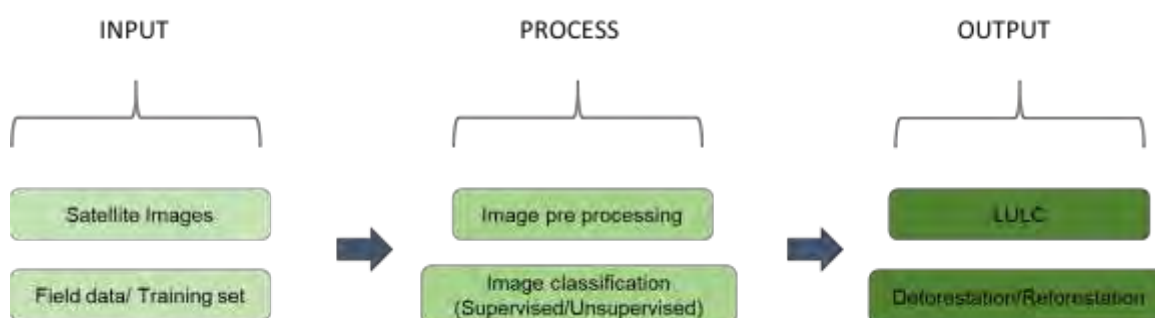 INPUT
PROCESS
OUTPUT
Satellite Images
Image pre processing
LULC
Field data/ Training set
Image classification
(Supervised/Unsupervised)
Deforestation/Reforestation